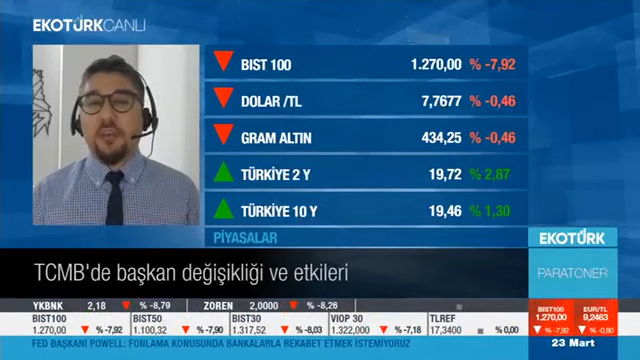 EKOTÜRK CANLI
BIST 100 1.270,00 % -7,92
DOLAR /TL 7,7677 % -0,46
GRAM ALTIN 434,25 % -0,46
TÜRKİYE 2 Y 19,72 % 2,87
TÜRKİYE 10 Y 19,46 % 1,30
PİYASALAR
EKOTÜRK
TCMB'de başkan değişikliği ve etkileri
PARATONER
YKBNK 2,18 % -8,79 ZOREN 2,0000 % -8,26
BIST100 BIST50 BIST30 VIOP 30 TLREF
1.270,00 % -7,92 1.100,32 % -7,90 1.317,52 % -8,03 1.322,000 % -7,18 17,3400 % 0,00
BIST100 EUR/TL
1.270,00 9,2463
% -7,92 % -0,80
FED BAŞKANI POWELL: FONLAMA KONUSUNDA BANKALARLA REKABET ETMEK İSTEMİYORUZ
23 Mart